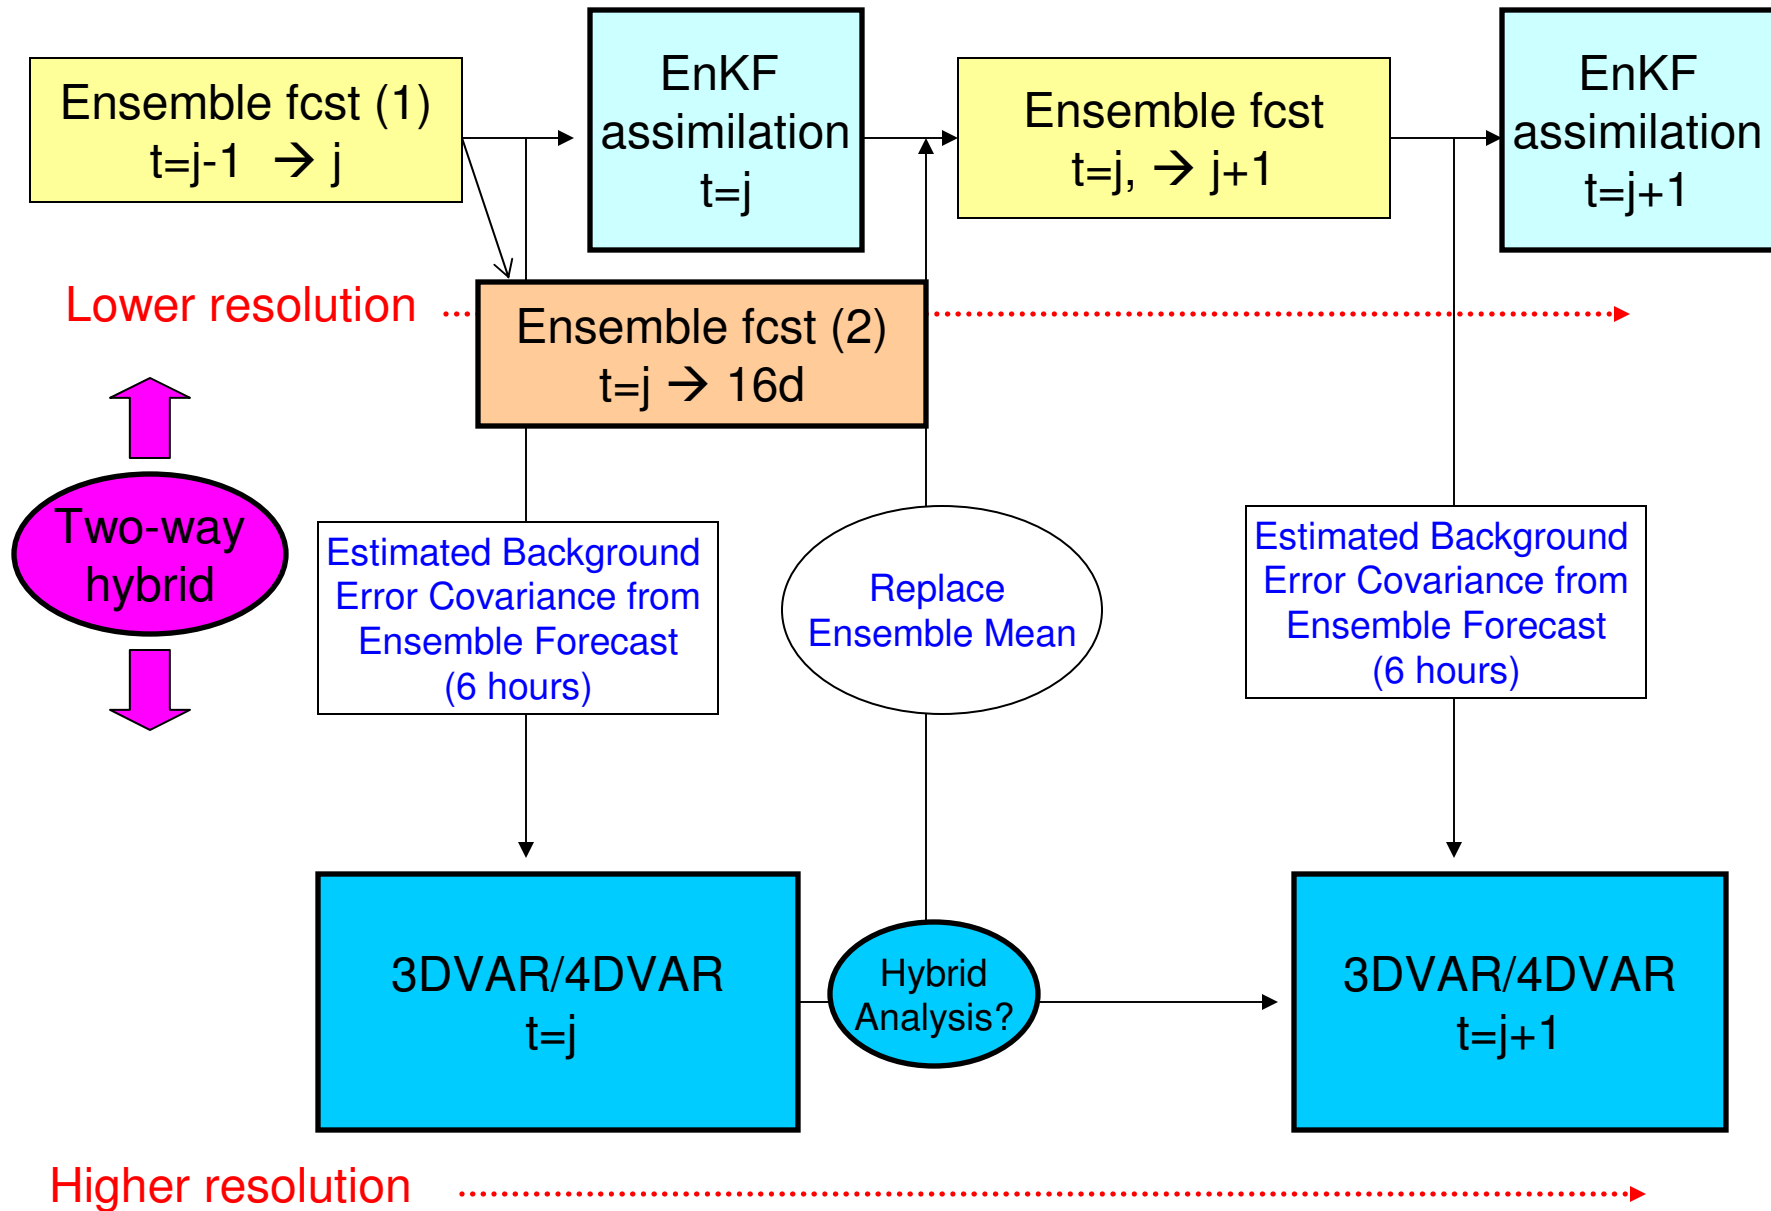 Ensemble fcst (1)
t=j-1 → j
EnKF
assimilation
t=j
Ensemble fcst
t=j, → j+1
EnKF
assimilation
t=j+1
Lower resolution
Ensemble fcst (2)
t=j → 16d
Two-way
hybrid
Estimated Background
Error Covariance from
Ensemble Forecast
(6 hours)
Replace
Ensemble Mean
Estimated Background
Error Covariance from
Ensemble Forecast
(6 hours)
3DVAR/4DVAR
t=j
Hybrid
Analysis?
3DVAR/4DVAR
t=j+1
Higher resolution